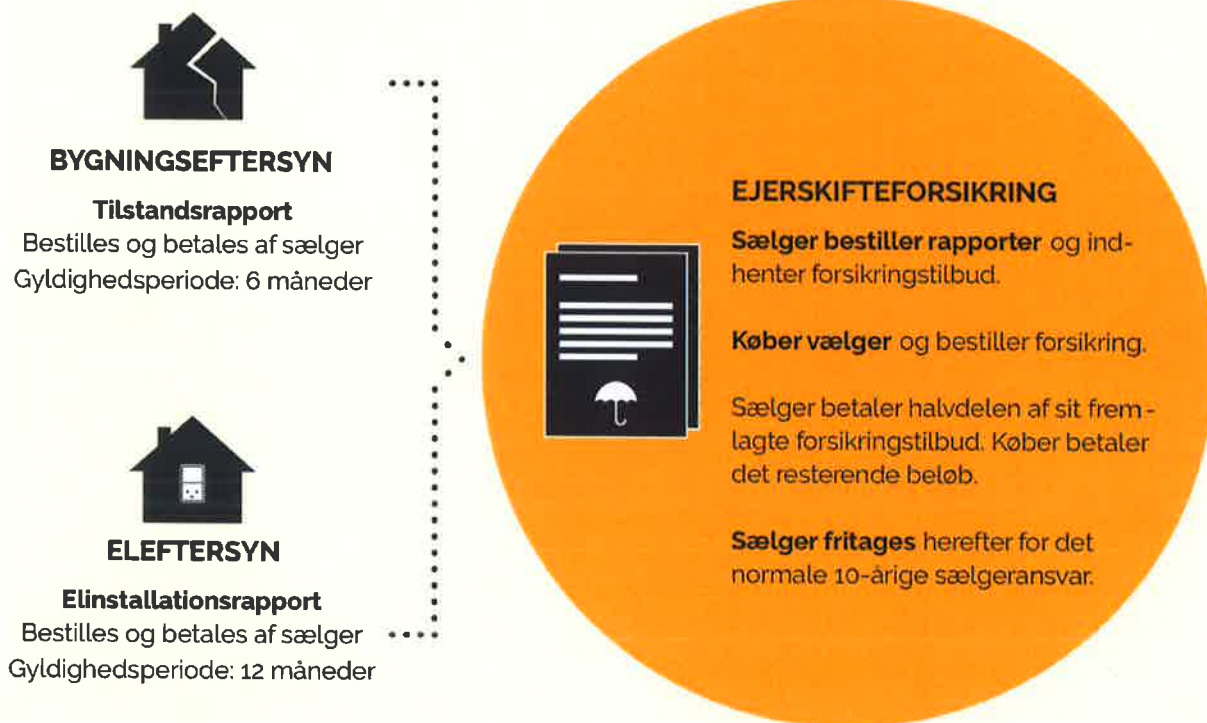 BYGNINGSEFTERSYN
Tilstandsrapport
Bestilles og betales af sælger
Gyldighedsperiode: 6 måneder
ELEFTERSYN
Elinstallationsrapport
Bestilles og betales af sælger
Gyldighedsperiode: 12 måneder
EJERSKIFTEFORSIKRING
Sælger bestiller rapporter og ind-
henter forsikringstilbud.
Køber vælger og bestiller forsikring.
Sælger betaler halvdelen af sit frem-
lagte forsikringstilbud. Køber betaler
det resterende beløb.
Sælger fritages herefter for det
normale 10-årige sælgeransvar.